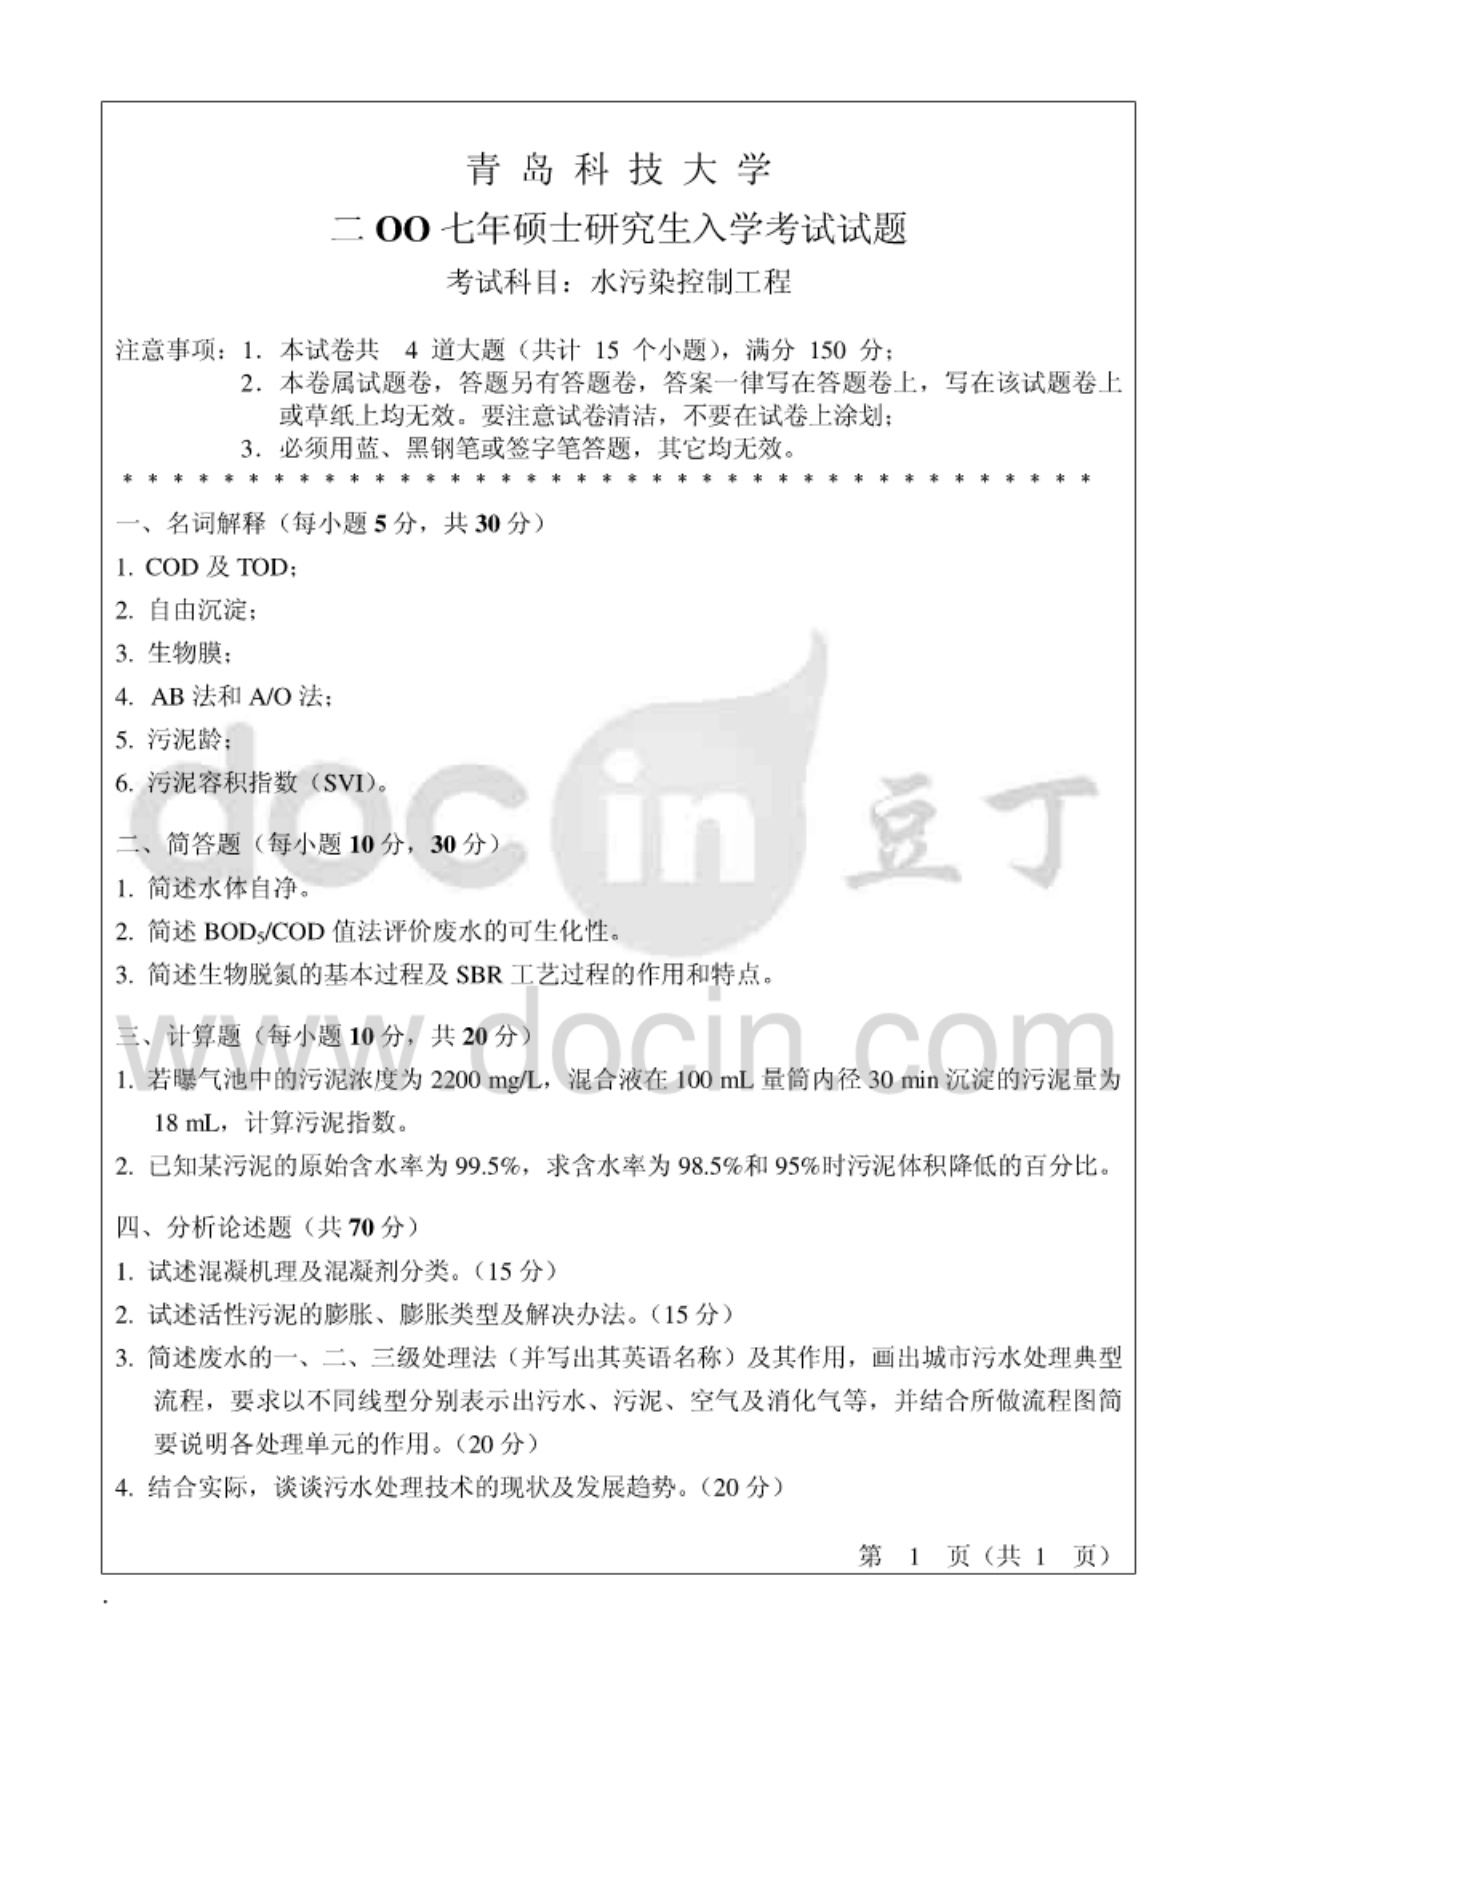 青岛科技大学
二OO七年硕士研究生入学考试试题
考试科目：水污染控制工程
注意事项：1．本试卷共 4 道大题（共计 15 个小题），满分 150 分；
2．本卷属试题卷，答题另有答题卷，答案一律写在答题卷上，写在该试题卷上
或草纸上均无效。要注意试卷清洁，不要在试卷上涂划；
3．必须用蓝、黑钢笔或签字笔答题，其它均无效。
* * * * * * * * * * * * * * * * * * * * * * * * * * * * * * * * * * * * * * *
一、名词解释（每小题 5 分，共 30 分）
1. COD 及 TOD；
2. 自由沉淀；
3. 生物膜；
4. AB 法和 A/O 法；
5. 污泥龄；
6. 污泥容积指数（SVI）。
docin 豆丁
二、简答题（每小题 10 分，30 分）
1. 简述水体自净。
2. 简述 BOD₅/COD 值法评价废水的可生化性。
3. 简述生物脱氮的基本过程及 SBR 工艺过程的作用和特点。
www.docin.com
三、计算题（每小题 10 分，共 20 分）
1. 若曝气池中的污泥浓度为 2200 mg/L，混合液在 100 mL 量筒内径 30 min 沉淀的污泥量为
18 mL，计算污泥指数。
2. 已知某污泥的原始含水率为 99.5%，求含水率为 98.5%和 95%时污泥体积降低的百分比。
四、分析论述题（共 70 分）
1. 试述混凝机理及混凝剂分类。（15 分）
2. 试述活性污泥的膨胀、膨胀类型及解决办法。（15 分）
3. 简述废水的一、二、三级处理法（并写出其英语名称）及其作用，画出城市污水处理典型
流程，要求以不同线型分别表示出污水、污泥、空气及消化气等，并结合所做流程图简
要说明各处理单元的作用。（20 分）
4. 结合实际，谈谈污水处理技术的现状及发展趋势。（20 分）
第 1 页（共 1 页）
.